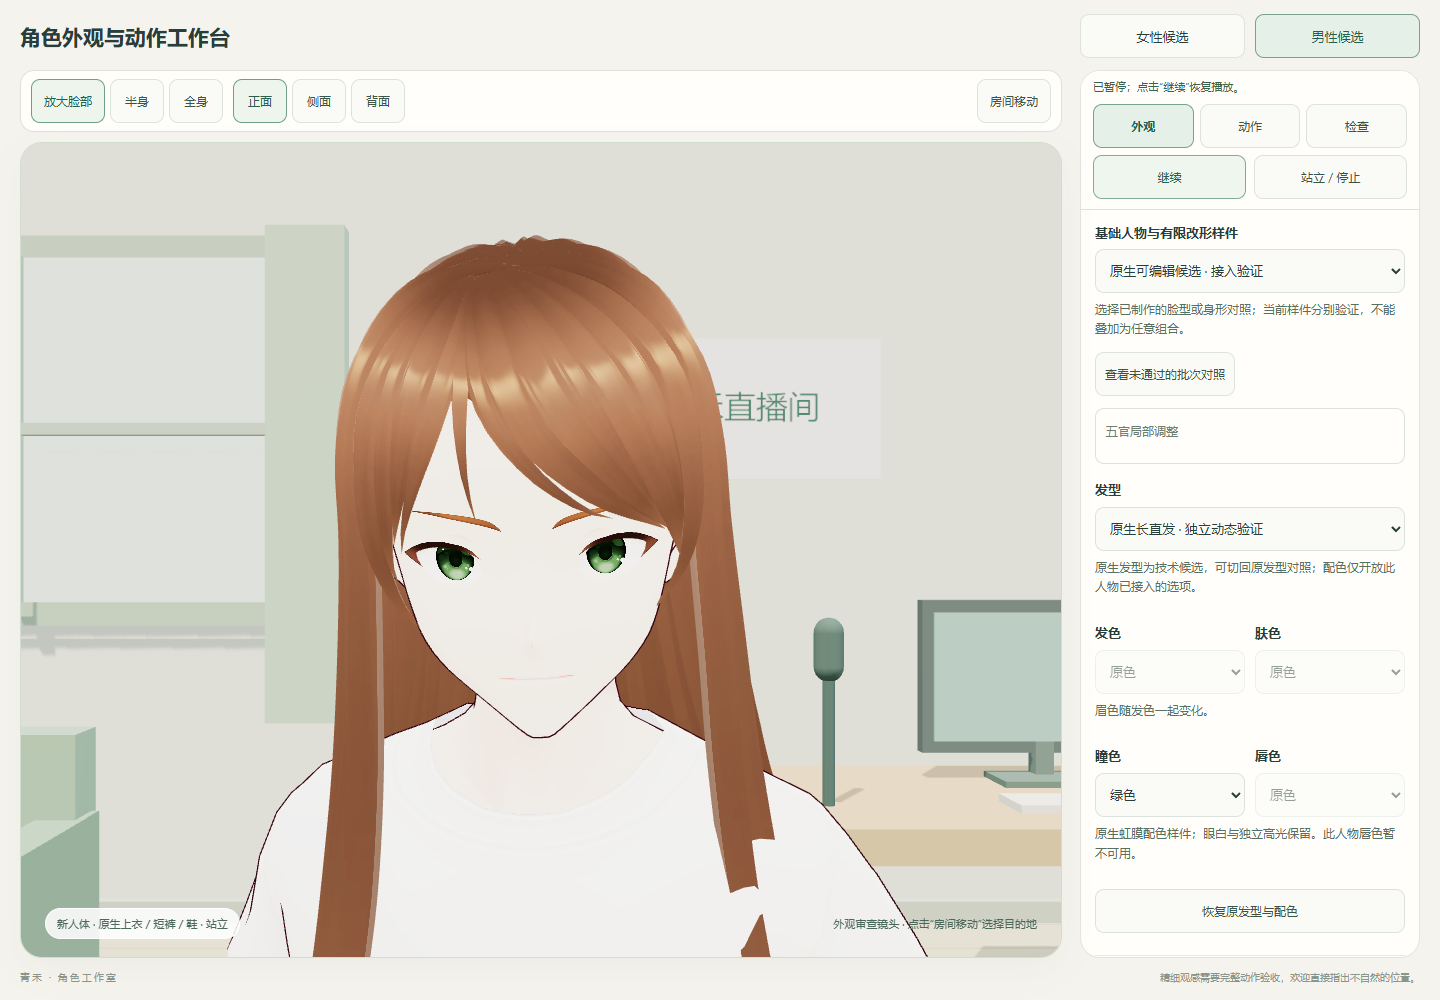 角色外观与动作工作台
女性候选
男性候选
放大脸部
半身
全身
正面
侧面
背面
房间移动
已暂停；点击“继续”恢复播放。
外观
动作
检查
继续
站立 / 停止
基础人物与有限改形样件
原生可编辑候选 · 接入验证
选择已制作的脸型或身形对照；当前样件分别验证，不能
叠加为任意组合。
查看未通过的批次对照
五官局部调整
发型
原生长直发 · 独立动态验证
原生发型为技术候选，可切回原发型对照；配色仅开放此
人物已接入的选项。
发色
肤色
原色
原色
眉色随发色一起变化。
瞳色
唇色
绿色
原色
原生虹膜配色样件；眼白与独立高光保留。此人物唇色暂
不可用。
恢复原发型与配色
直播间
新人体 · 原生上衣 / 短裤 / 鞋 · 站立
外观审查镜头 · 点击“房间移动”选择目的地
青禾 · 角色工作室
精细观感需要完整动作验收，欢迎直接指出不自然的位置。